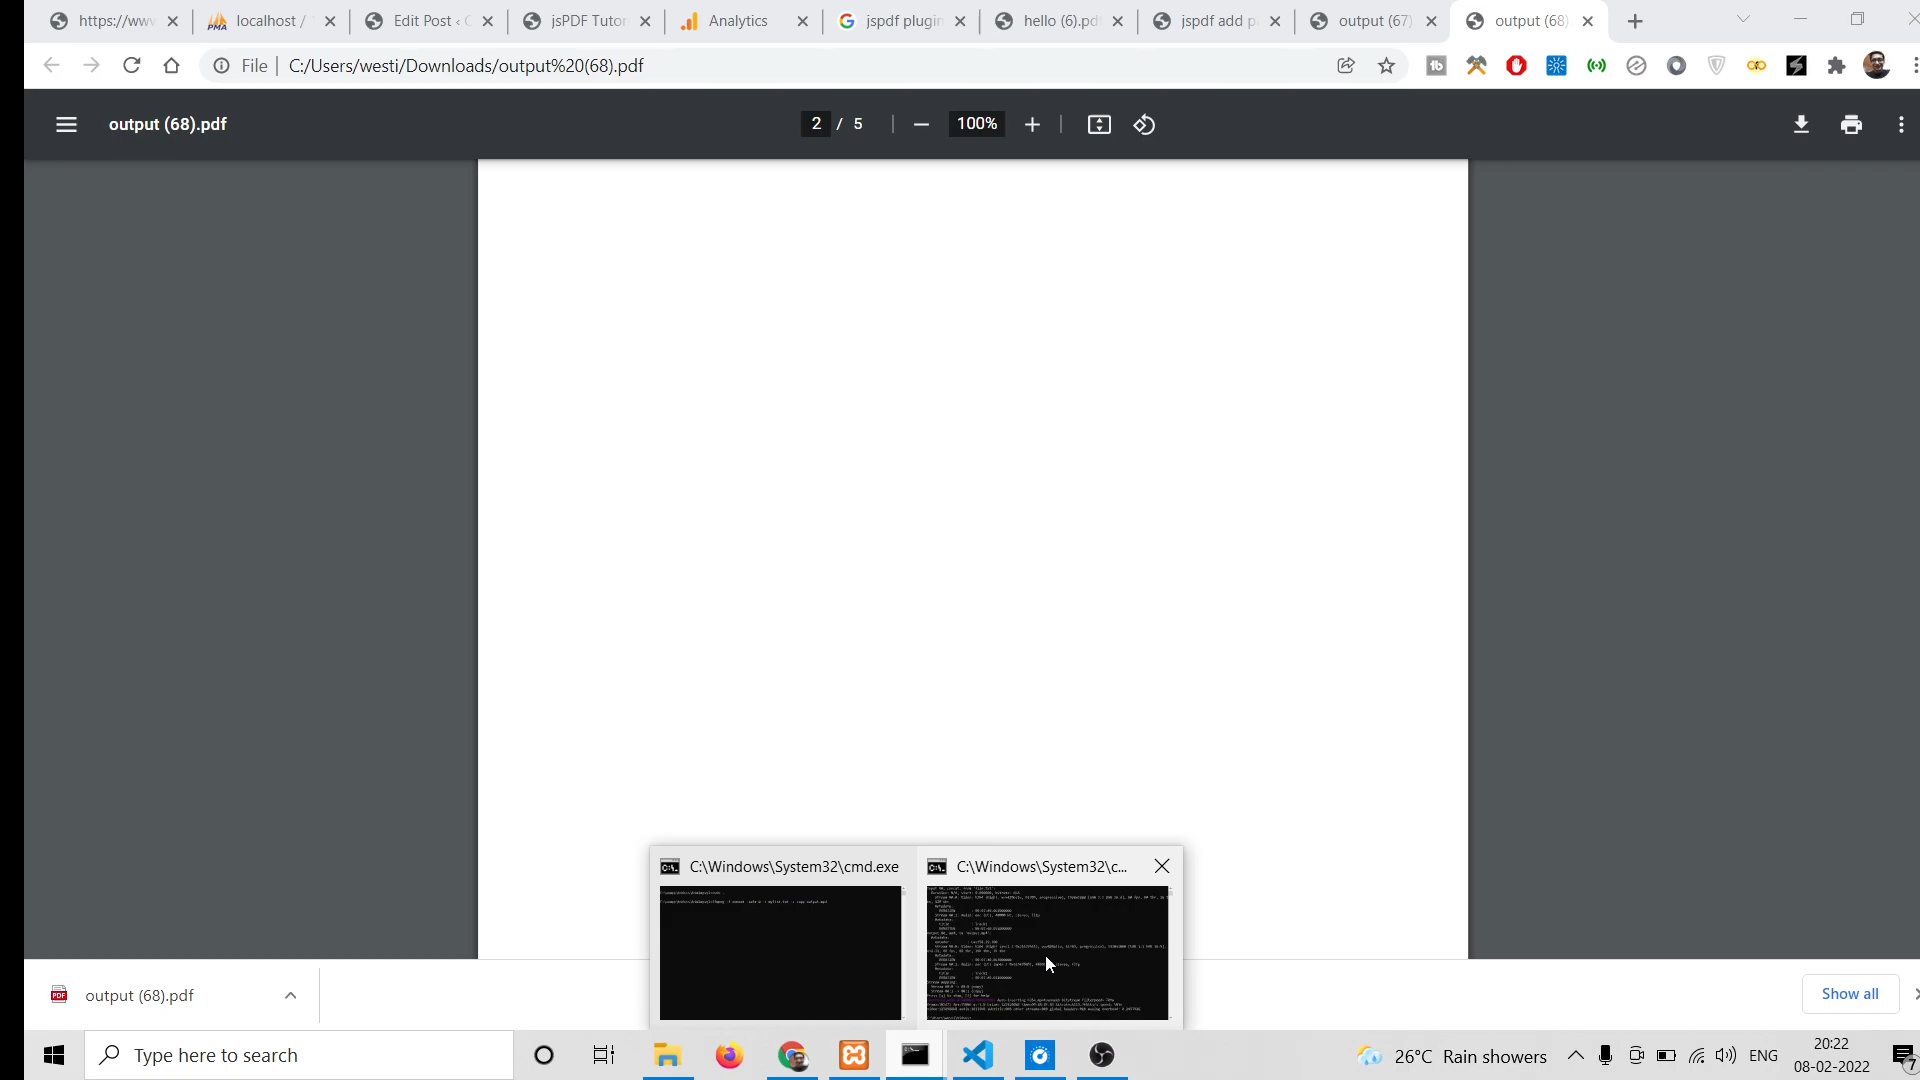 https://www
localhost /
Edit Post ‹
jsPDF Tutor
Analytics
jspdf plugin
hello (6).pd
jspdf add p
output (67)
output (68)
File
C:/Users/westi/Downloads/output%20(68).pdf
output (68).pdf
2 / 5
100%
C:\Windows\System32\cmd.exe
C:\Windows\System32\c...
output (68).pdf
Show all
Type here to search
26°C Rain showers
ENG
20:22
08-02-2022
7